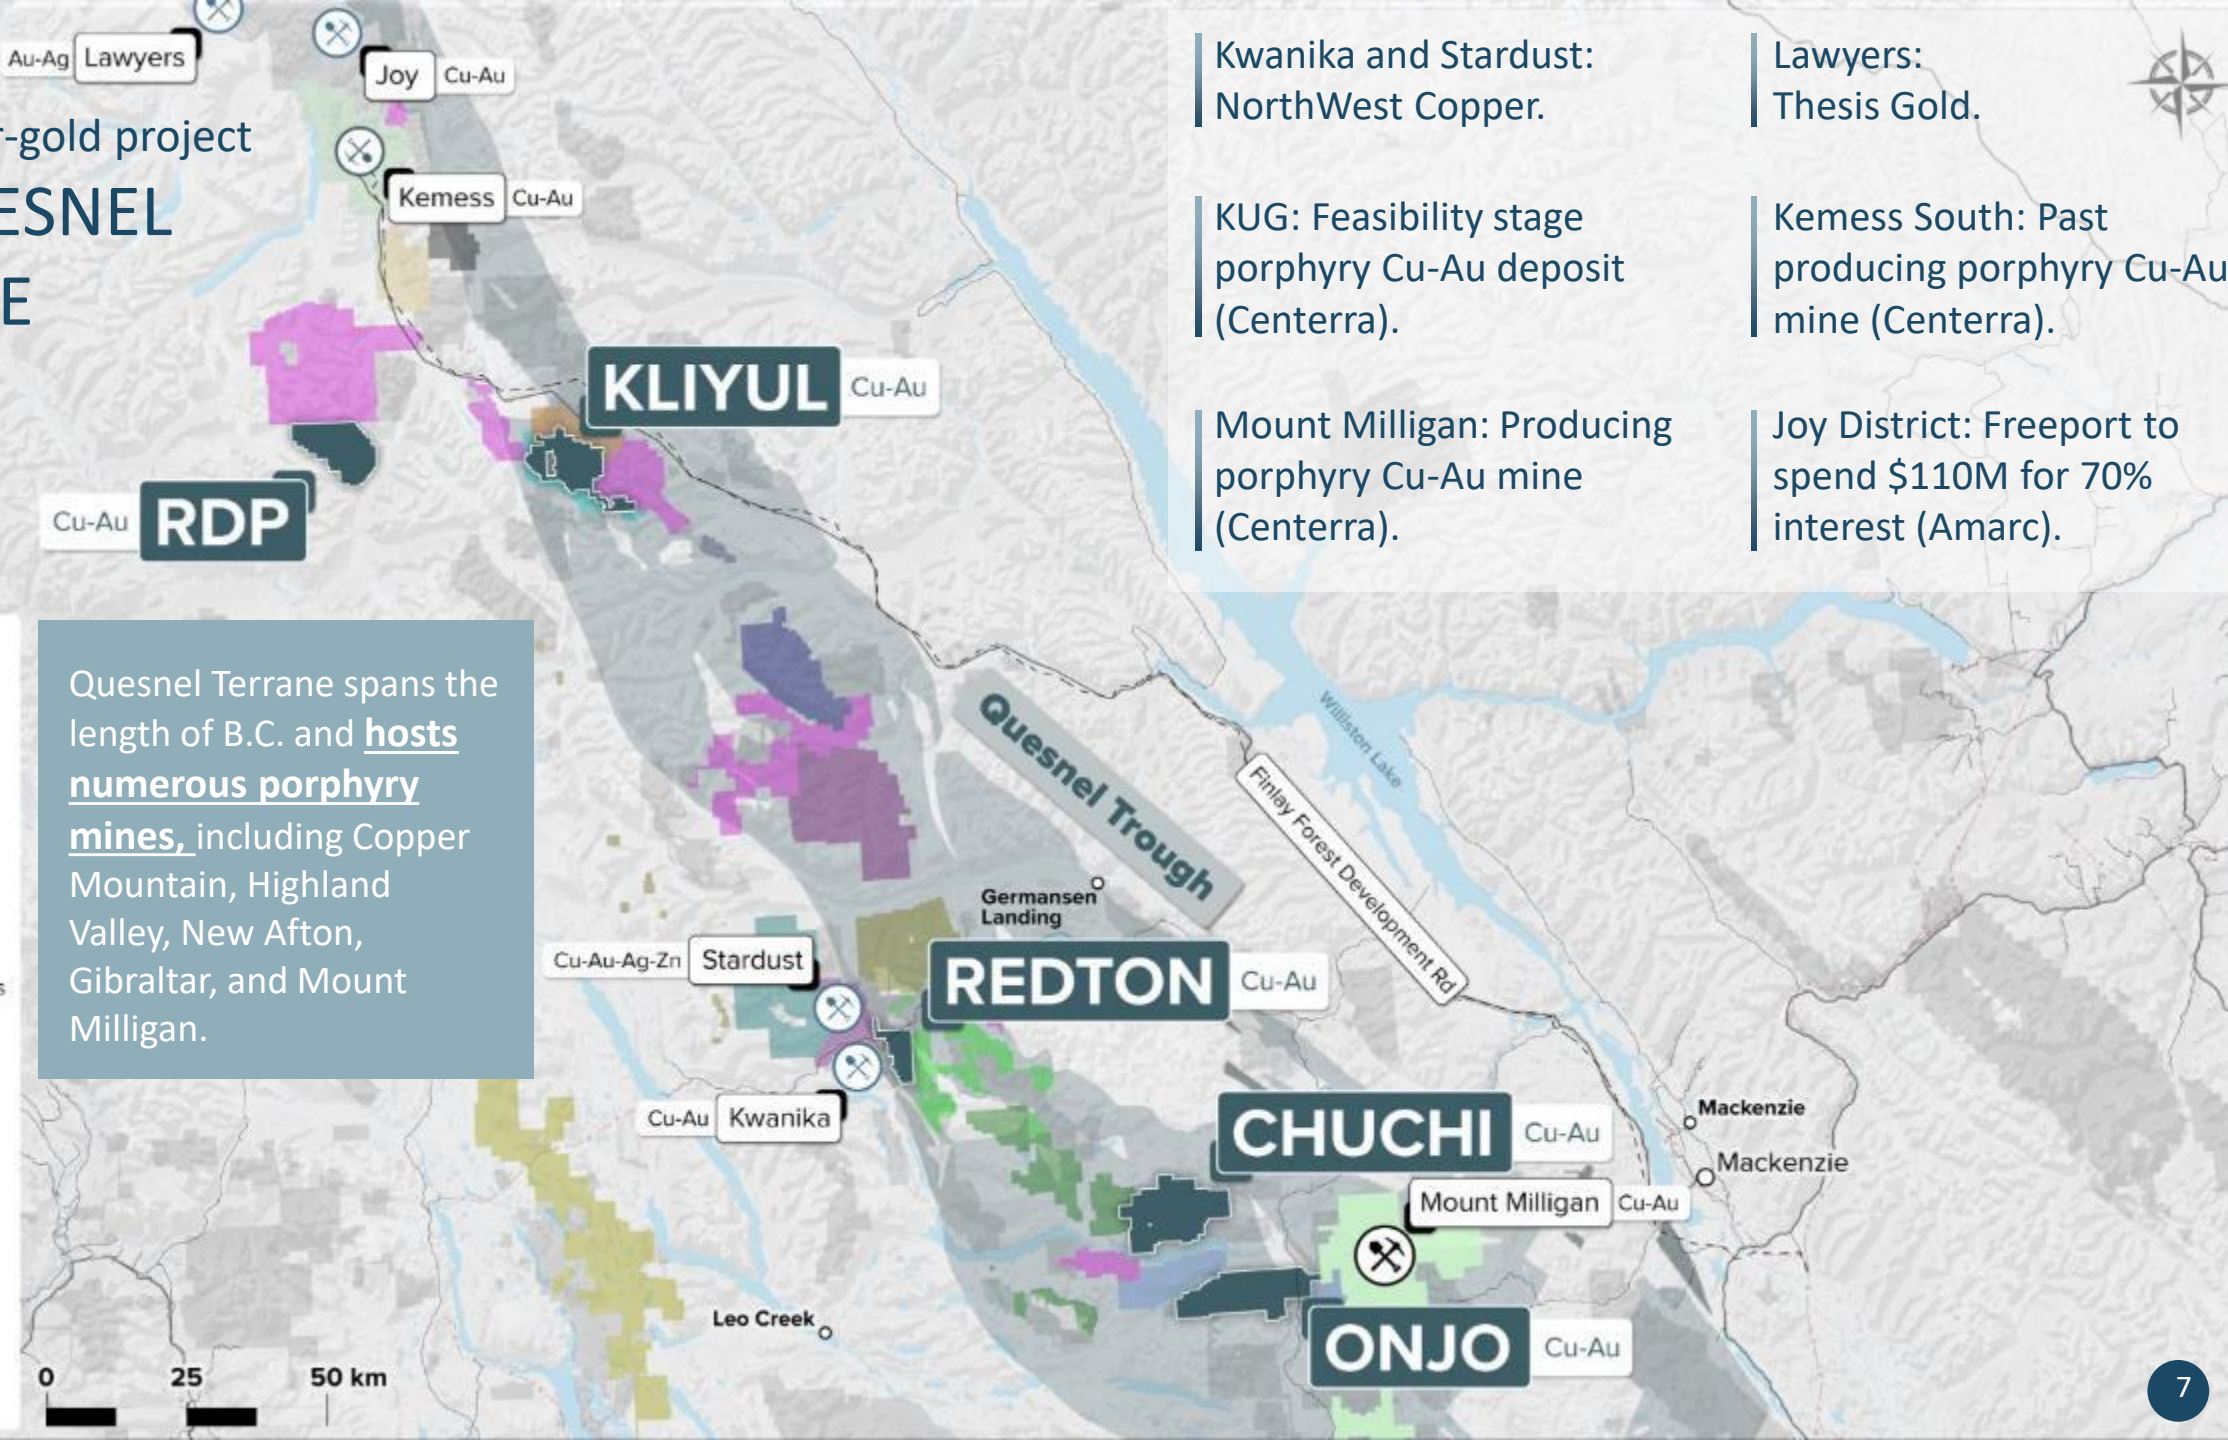 Au-Ag Lawyers
Joy Cu-Au
r-gold project
ESNEL
E
Kemess Cu-Au
KLIYUL Cu-Au
Cu-Au RDP
Kwanika and Stardust:
NorthWest Copper.
Lawyers:
Thesis Gold.
KUG: Feasibility stage
porphyry Cu-Au deposit
(Centerra).
Kemess South: Past
producing porphyry Cu-Au
mine (Centerra).
Mount Milligan: Producing
porphyry Cu-Au mine
(Centerra).
Joy District: Freeport to
spend $110M for 70%
interest (Amarc).
Quesnel Terrane spans the
length of B.C. and hosts
numerous porphyry
mines, including Copper
Mountain, Highland
Valley, New Afton,
Gibraltar, and Mount
Milligan.
s
Quesnel Trough
Williston Lake
Finlay Forest Development Rd
Germansen
Landing
Cu-Au-Ag-Zn Stardust
REDTON Cu-Au
Cu-Au Kwanika
CHUCHI Cu-Au
Mackenzie
Mackenzie
Mount Milligan Cu-Au
Leo Creek
ONJO Cu-Au
0 25 50 km
7